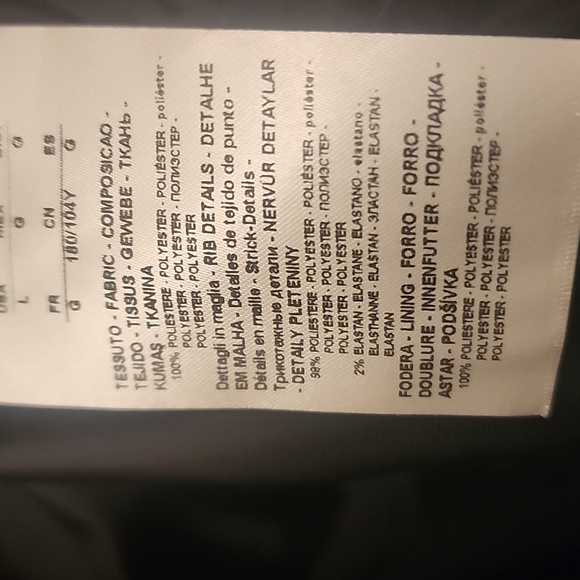 USA
L G G
FR CN ES
G 180/104Y G
TESSUTO - FABRIC - COMPOSICAO -
TEJIDO - TISSUS - GEWEBE - ТКАНЬ -
KUMAŞ - TKANINA
100% POLIESTERE - POLYESTER - POLIÉSTER - poliéster -
POLYESTER - POLYESTER - ПОЛИЭСТЕР -
POLYESTER - POLYESTER
Dettagli in maglia - RIB DETAILS - DETALHE
EM MALHA - Detalles de tejido de punto -
Détails en maille - Strick-Details -
Трикотажные детали - NERVÜR DETAYLAR
- DETAILY PLETENINY
98% POLIESTERE - POLYESTER - POLIÉSTER - poliéster -
POLYESTER - POLYESTER - ПОЛИЭСТЕР -
POLYESTER - POLYESTER
2% ELASTAN - ELASTANE - ELASTANO - elastano -
ELASTHANNE - ELASTAN - ЭЛАСТАН - ELASTAN -
ELASTAN
FODERA - LINING - FORRO - FORRO -
DOUBLURE - INNENFUTTER - ПОДКЛАДКА -
ASTAR - PODŠÍVKA
100% POLIESTERE - POLYESTER - POLIÉSTER - poliéster -
POLYESTER - POLYESTER - ПОЛИЭСТЕР -
POLYESTER - POLYESTER